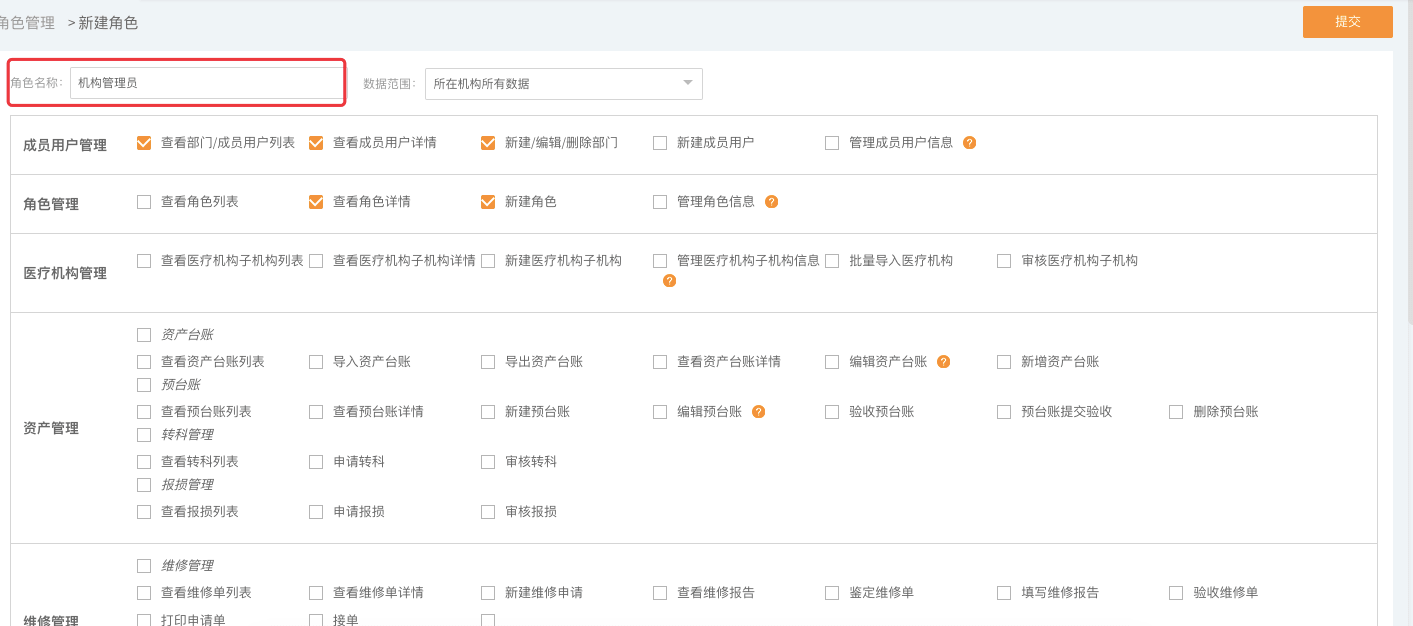 角色管理 >新建角色
提交
角色名称: 机构管理员 数据范围: 所在机构所有数据
成员用户管理 查看部门/成员用户列表 查看成员用户详情 新建/编辑/删除部门 新建成员用户 管理成员用户信息 ?
角色管理 查看角色列表 查看角色详情 新建角色 管理角色信息 ?
医疗机构管理 查看医疗机构子机构列表 查看医疗机构子机构详情 新建医疗机构子机构 管理医疗机构子机构信息 ? 批量导入医疗机构 审核医疗机构子机构
资产管理
资产台账
查看资产台账列表 导入资产台账 导出资产台账 查看资产台账详情 编辑资产台账 ? 新增资产台账
预台账
查看预台账列表 查看预台账详情 新建预台账 编辑预台账 ? 验收预台账 预台账提交验收 删除预台账
转科管理
查看转科列表 申请转科 审核转科
报损管理
查看报损列表 申请报损 审核报损
维修管理
维修管理
查看维修单列表 查看维修单详情 新建维修申请 查看维修报告 鉴定维修单 填写维修报告 验收维修单
打印申请单 接单